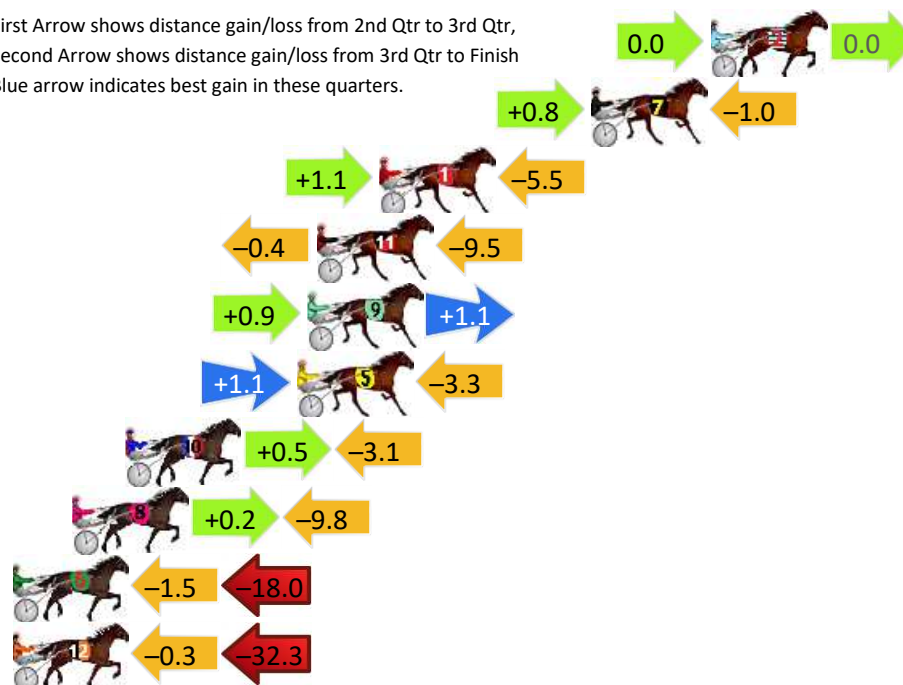 irst Arrow shows distance gain/loss from 2nd Qtr to 3rd Qtr,
econd Arrow shows distance gain/loss from 3rd Qtr to Finish
lue arrow indicates best gain in these quarters.
0.0 0.0
+0.8 7 –1.0
+1.1 1 –5.5
–0.4 11 –9.5
+0.9 9 +1.1
+1.1 5 –3.3
10 +0.5 –3.1
8 +0.2 –9.8
–1.5 –18.0
12 –0.3 –32.3